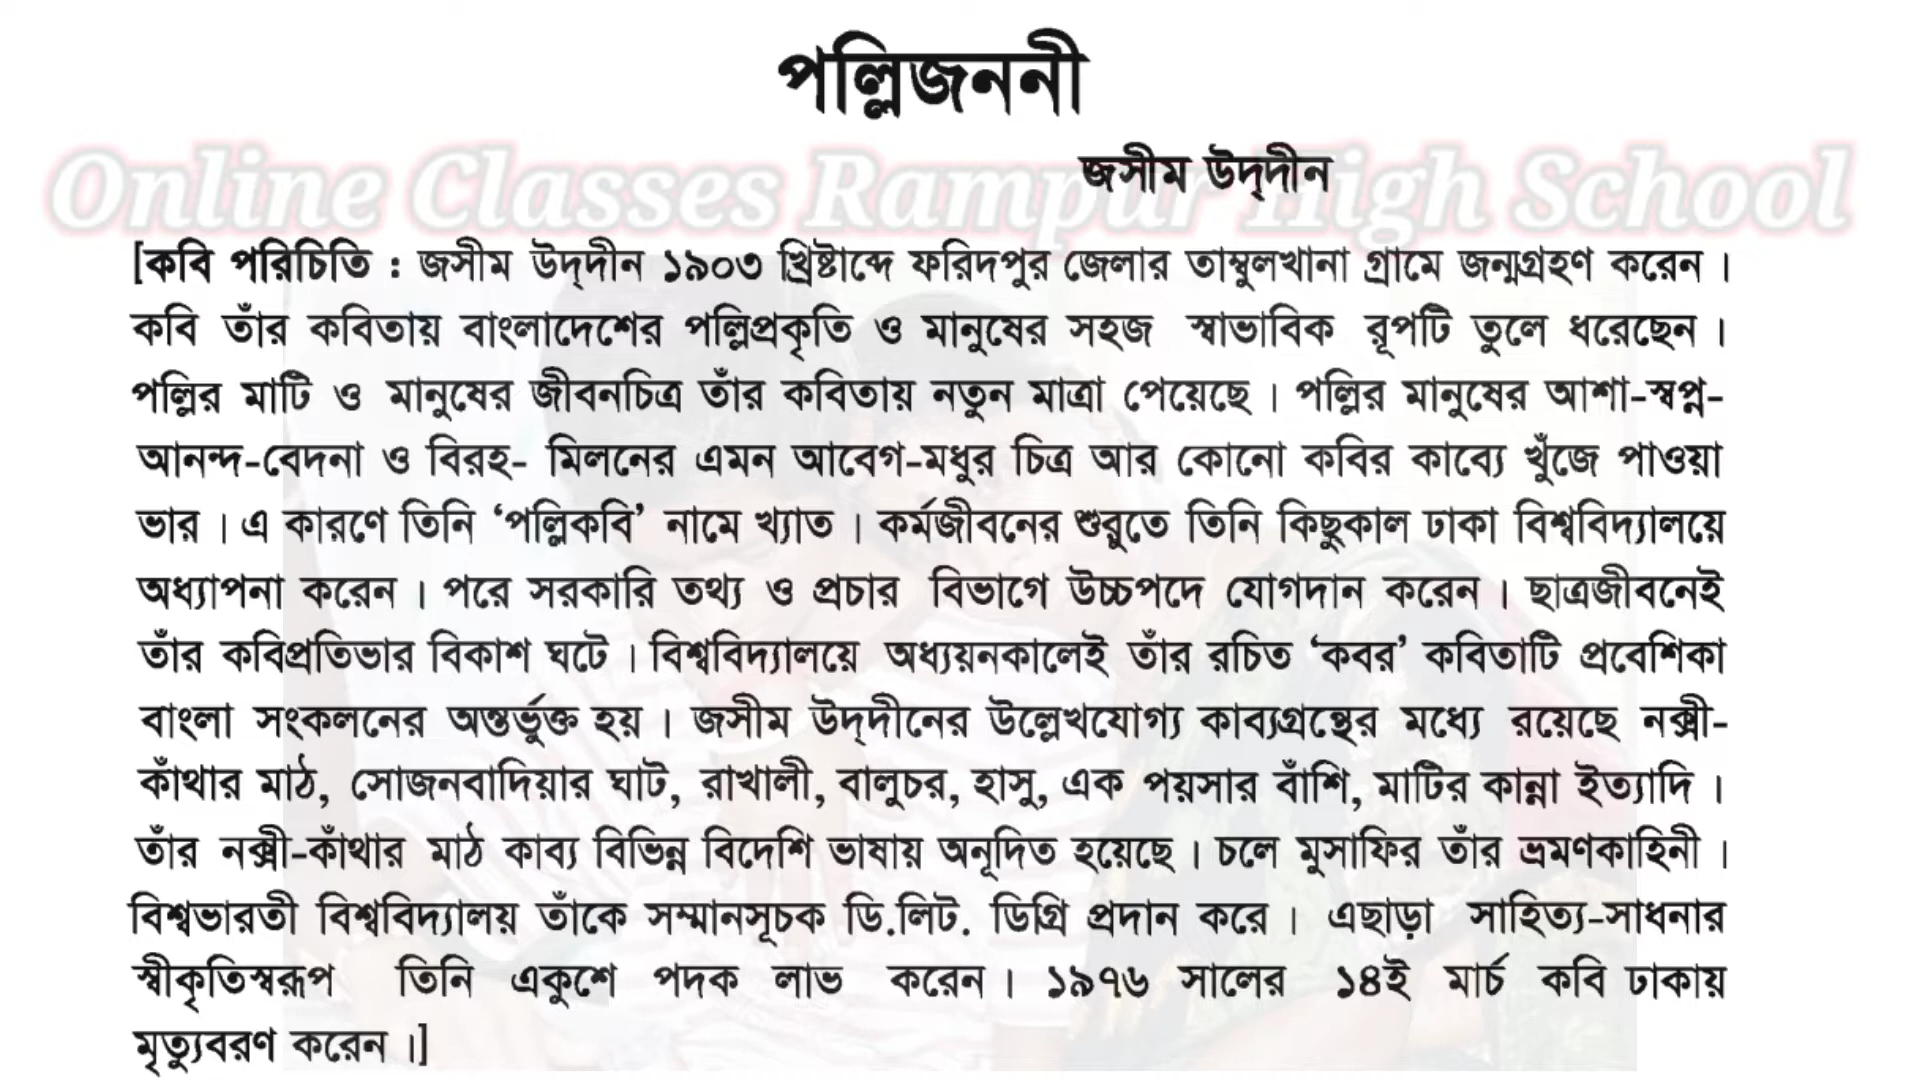 পল্লিজননী
জসীম উদ্‌দীন
Online Classes Rampur High School
[কবি পরিচিতি : জসীম উদ্‌দীন ১৯০৩ খ্রিষ্টাব্দে ফরিদপুর জেলার তাম্বুলখানা গ্রামে জন্মগ্রহণ করেন।
কবি তাঁর কবিতায় বাংলাদেশের পল্লিপ্রকৃতি ও মানুষের সহজ স্বাভাবিক রূপটি তুলে ধরেছেন।
পল্লির মাটি ও মানুষের জীবনচিত্র তাঁর কবিতায় নতুন মাত্রা পেয়েছে। পল্লির মানুষের আশা-স্বপ্ন-
আনন্দ-বেদনা ও বিরহ- মিলনের এমন আবেগ-মধুর চিত্র আর কোনো কবির কাব্যে খুঁজে পাওয়া
ভার। এ কারণে তিনি ‘পল্লিকবি’ নামে খ্যাত। কর্মজীবনের শুরুতে তিনি কিছুকাল ঢাকা বিশ্ববিদ্যালয়ে
অধ্যাপনা করেন। পরে সরকারি তথ্য ও প্রচার বিভাগে উচ্চপদে যোগদান করেন। ছাত্রজীবনেই
তাঁর কবিপ্রতিভার বিকাশ ঘটে। বিশ্ববিদ্যালয়ে অধ্যয়নকালেই তাঁর রচিত ‘কবর’ কবিতাটি প্রবেশিকা
বাংলা সংকলনের অন্তর্ভুক্ত হয়। জসীম উদ্‌দীনের উল্লেখযোগ্য কাব্যগ্রন্থের মধ্যে রয়েছে নক্সী-
কাঁথার মাঠ, সোজনবাদিয়ার ঘাট, রাখালী, বালুচর, হাসু, এক পয়সার বাঁশি, মাটির কান্না ইত্যাদি।
তাঁর নক্সী-কাঁথার মাঠ কাব্য বিভিন্ন বিদেশি ভাষায় অনূদিত হয়েছে। চলে মুসাফির তাঁর ভ্রমণকাহিনী।
বিশ্বভারতী বিশ্ববিদ্যালয় তাঁকে সম্মানসূচক ডি.লিট. ডিগ্রি প্রদান করে। এছাড়া সাহিত্য-সাধনার
স্বীকৃতিস্বরূপ তিনি একুশে পদক লাভ করেন। ১৯৭৬ সালের ১৪ই মার্চ কবি ঢাকায়
মৃত্যুবরণ করেন।]